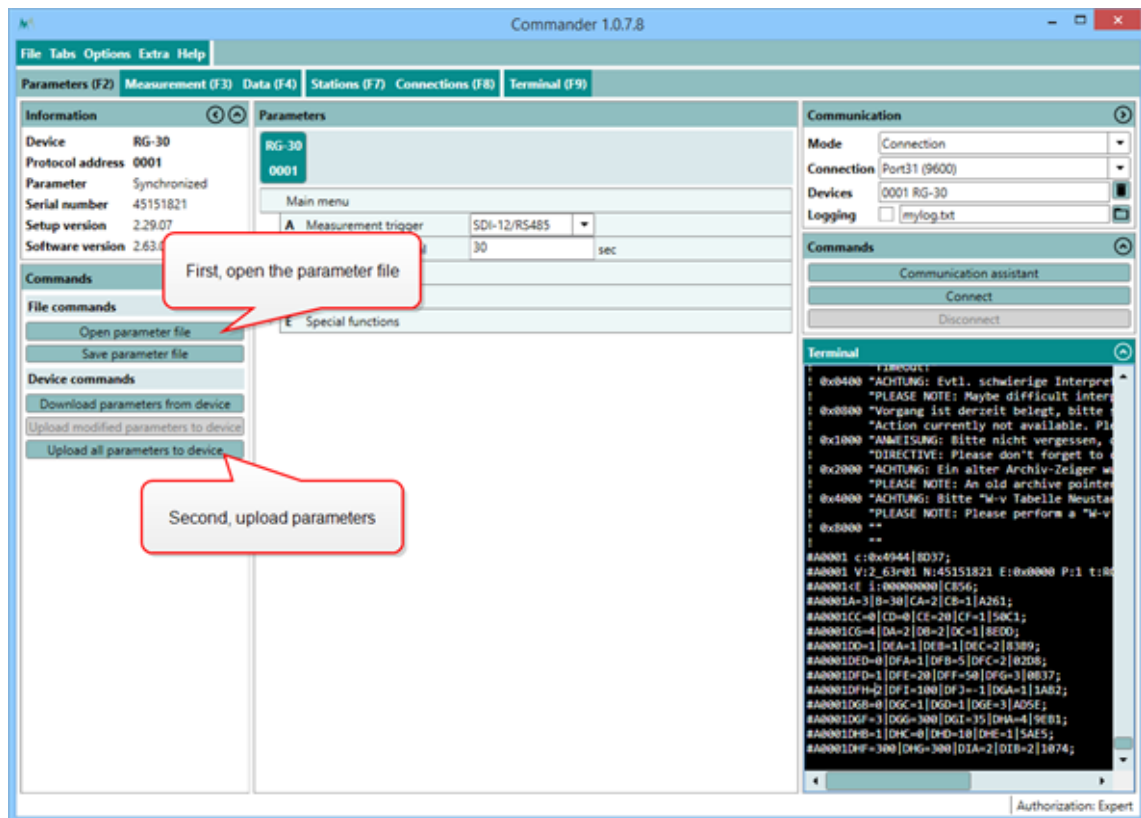 Commander 1.0.7.8
File Tabs Options Extra Help
Parameters (F2) Measurement (F3) Data (F4) Stations (F7) Connections (F8) Terminal (F9)
Information
Device RG-30
Protocol address 0001
Parameter Synchronized
Serial number 45151821
Setup version 2.29.07
Software version 2.63.
Commands
File commands
Open parameter file
Save parameter file
Device commands
Download parameters from device
Upload modified parameters to device
Upload all parameters to device
First, open the parameter file
Second, upload parameters
Parameters
RG-30
0001
Main menu
A Measurement trigger SDI-12/RS485
30 sec
E Special functions
Communication
Mode Connection
Connection Port31 (9600)
Devices 0001 RG-30
Logging mylog.txt
Commands
Communication assistant
Connect
Disconnect
Terminal
! Timeout!
! 0x0400 "ACHTUNG: Evtl. schwierige Interpret
! "PLEASE NOTE: Maybe difficult interp
! 0x0800 "Vorgang ist derzeit belegt, bitte
! "Action currently not available. Ple
! 0x1000 "ANWEISUNG: Bitte nicht vergessen,
! "DIRECTIVE: Please don't forget to
! 0x2000 "ACHTUNG: Ein alter Archiv-Zeiger
! "PLEASE NOTE: An old archive pointer
! 0x4000 "ACHTUNG: Bitte "W-v Tabelle Neustar
! "PLEASE NOTE: Please perform a "W-v
! 0x8000 ""
! ""
#A0001 c:0x4944|8D37;
#A0001 V:2_63r01 N:45151821 E:0x0000 P:1 t:RG
#A0001<E i:00000000|C856;
#A0001A=3|B=30|CA=2|CB=1|A261;
#A0001CC=0|CD=0|CE=20|CF=1|50C1;
#A0001CG=4|DA=2|DB=2|DC=1|8EDD;
#A0001DD=1|DEA=1|DEB=1|DEC=2|8389;
#A0001DED=0|DFA=1|DFB=5|DFC=2|02D8;
#A0001DFD=1|DFE=20|DFF=50|DFG=3|0B37;
#A0001DFH=2|DFI=100|DFJ=-1|DGA=1|1AB2;
#A0001DGB=0|DGC=1|DGD=1|DGE=3|AD5E;
#A0001DGF=3|DGG=300|DGI=35|DHA=4|9EB1;
#A0001DHB=1|DHC=0|DHD=10|DHE=1|5AE5;
#A0001DHF=300|DHG=300|DIA=2|DIB=2|1074;
Authorization: Expert